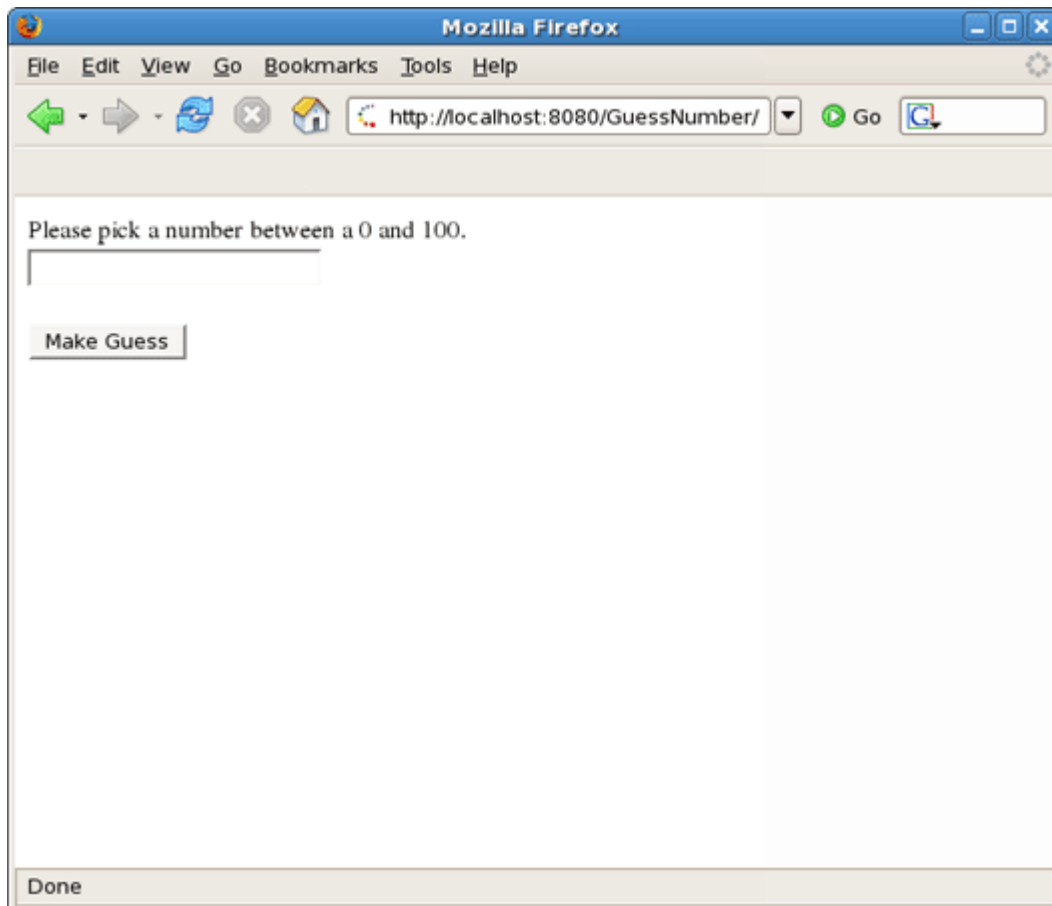 Mozilla Firefox
File Edit View Go Bookmarks Tools Help
http://localhost:8080/GuessNumber/ Go G
Please pick a number between a 0 and 100.
Make Guess
Done